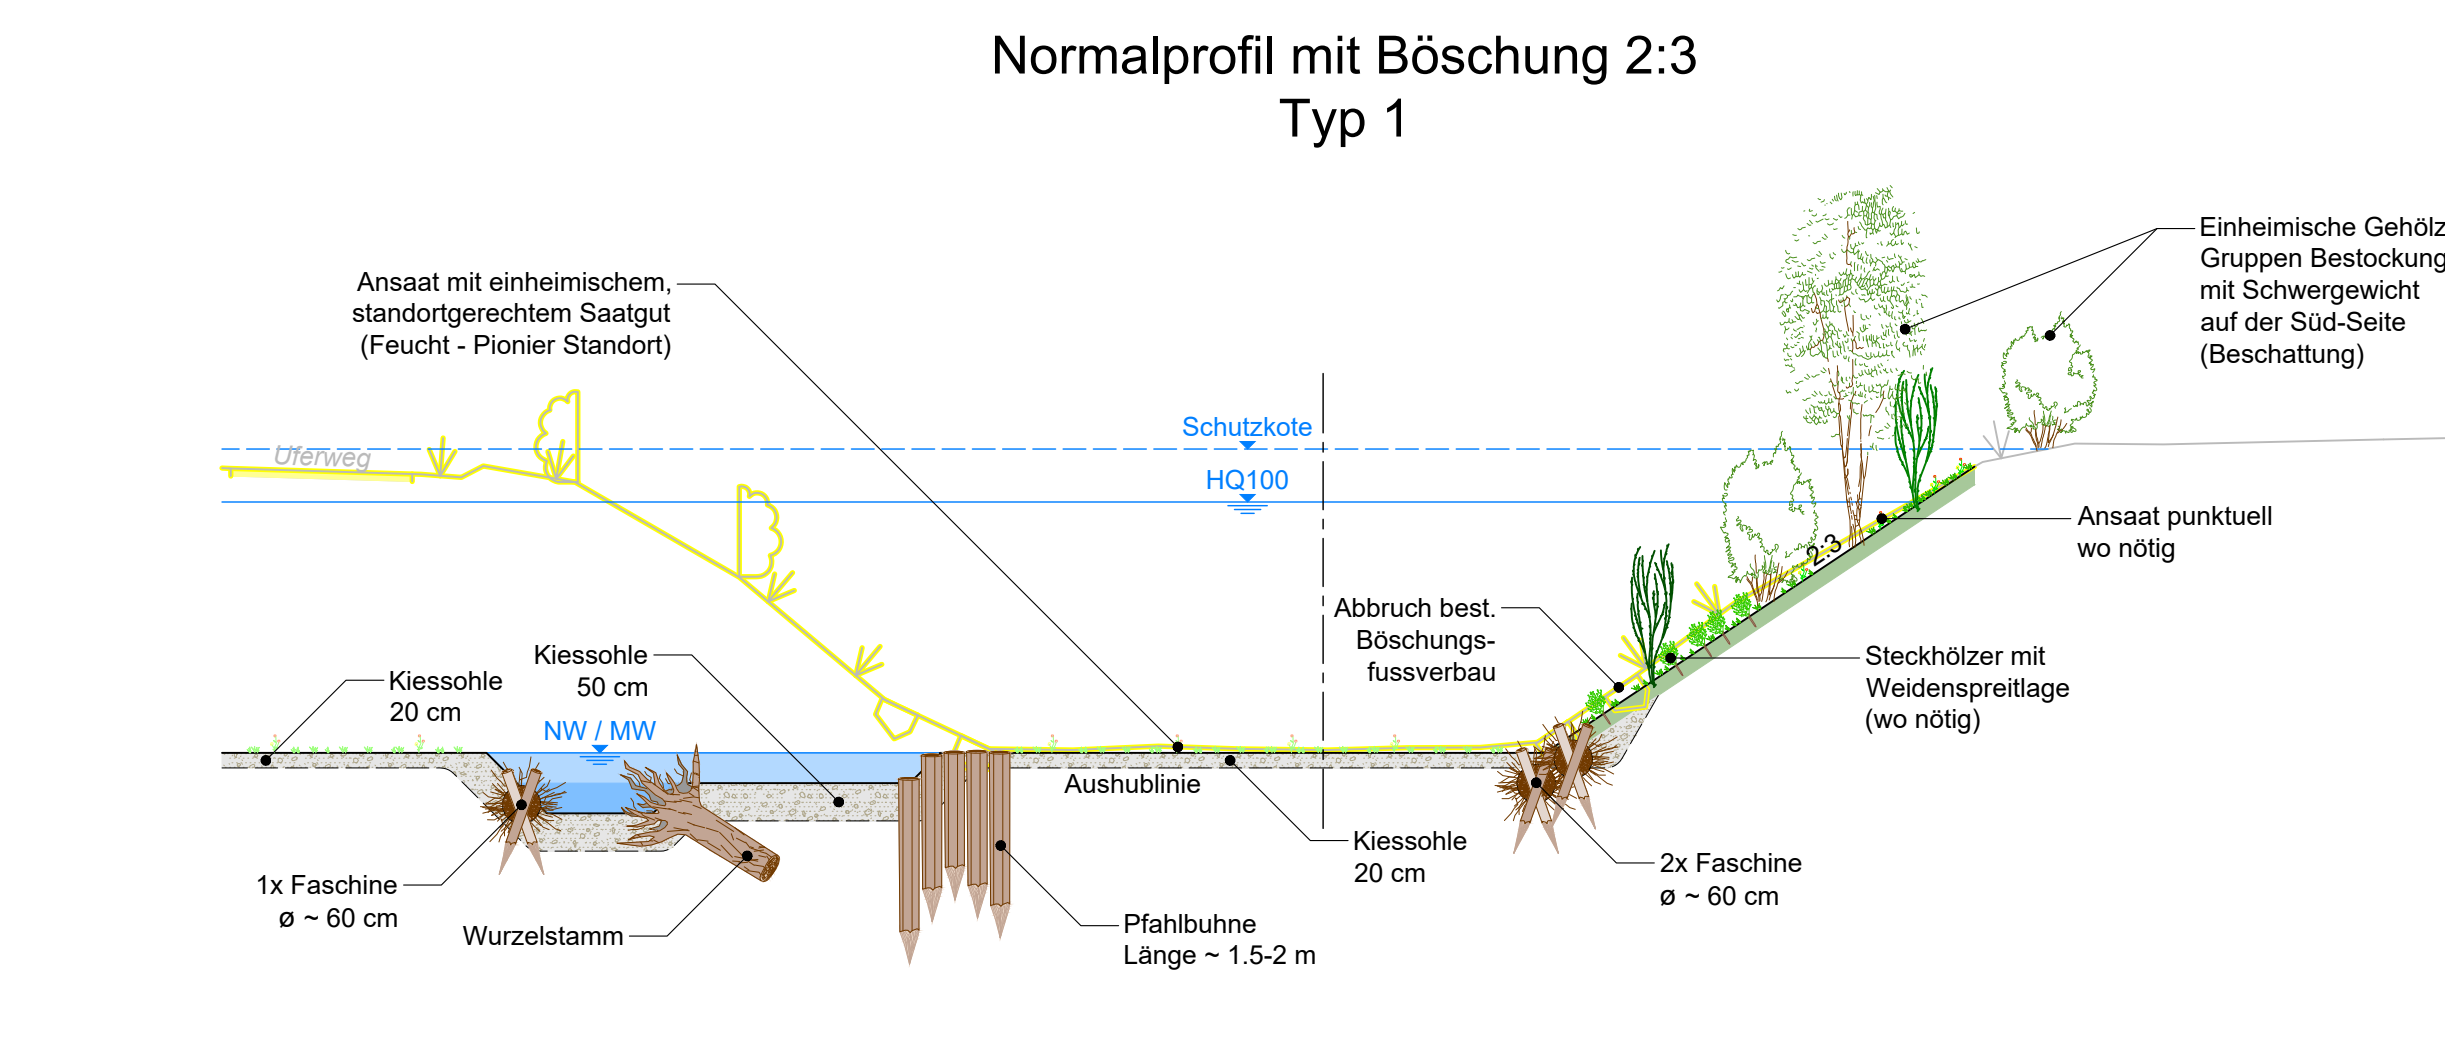 Normalprofil mit Böschung 2:3
Typ 1
Einheimische Gehölz
Gruppen Bestockung
mit Schwergewicht
auf der Süd-Seite
(Beschattung)
Ansaat mit einheimischem,
standortgerechtem Saatgut
(Feucht - Pionier Standort)
Schutzkote
Uferweg
HQ100
Ansaat punktuell
wo nötig
2:3
Abbruch best.
Böschungs-
fussverbau
Kiessohle
50 cm
Steckhölzer mit
Weidenspreitlage
(wo nötig)
Kiessohle
20 cm
NW / MW
Aushublinie
Kiessohle
20 cm
2x Faschine
ø ~ 60 cm
1x Faschine
ø ~ 60 cm
Wurzelstamm
Pfahlbuhne
Länge ~ 1.5-2 m